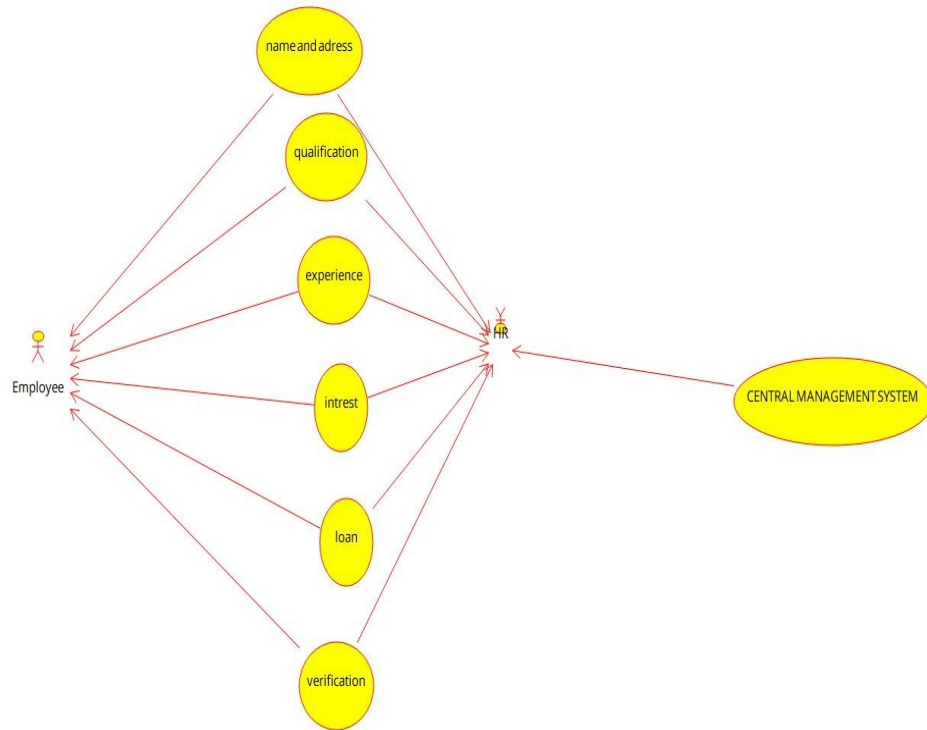 name and adress
qualification
experience
HR
Employee
CENTRAL MANAGEMENT SYSTEM
intrest
loan
verification